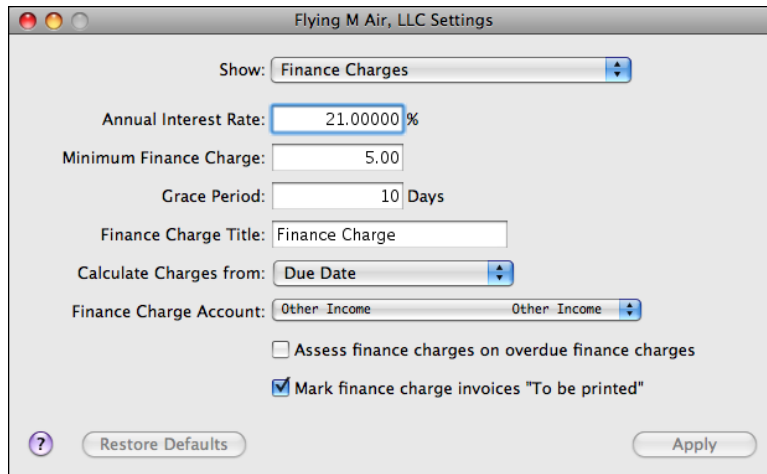 Flying M Air, LLC Settings
Show: Finance Charges
Annual Interest Rate: 21.00000 %
Minimum Finance Charge: 5.00
Grace Period: 10 Days
Finance Charge Title: Finance Charge
Calculate Charges from: Due Date
Finance Charge Account: Other Income Other Income
Assess finance charges on overdue finance charges
Mark finance charge invoices "To be printed"
? Restore Defaults Apply